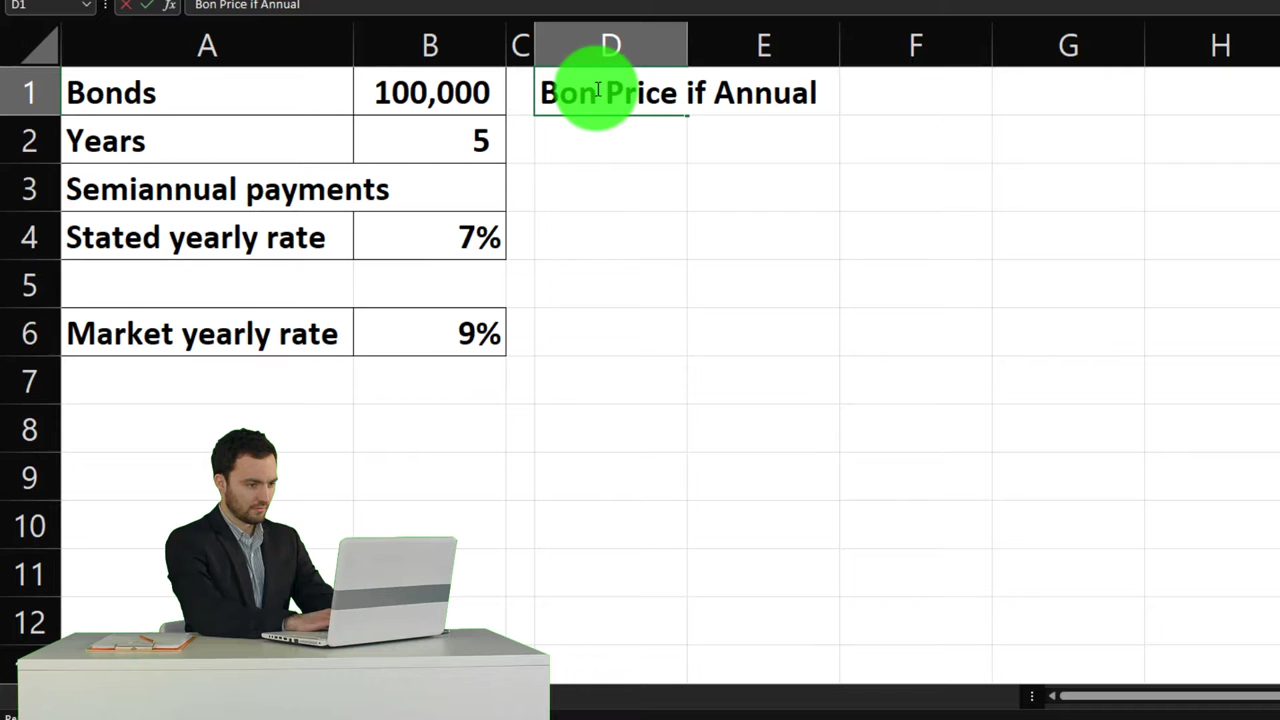 D1 fx Bon Price if Annual
A B C D E F G H
1 Bonds 100,000 Bon Price if Annual
2 Years 5
3 Semiannual payments
4 Stated yearly rate 7%
5
6 Market yearly rate 9%
7
8
9
10
11
12